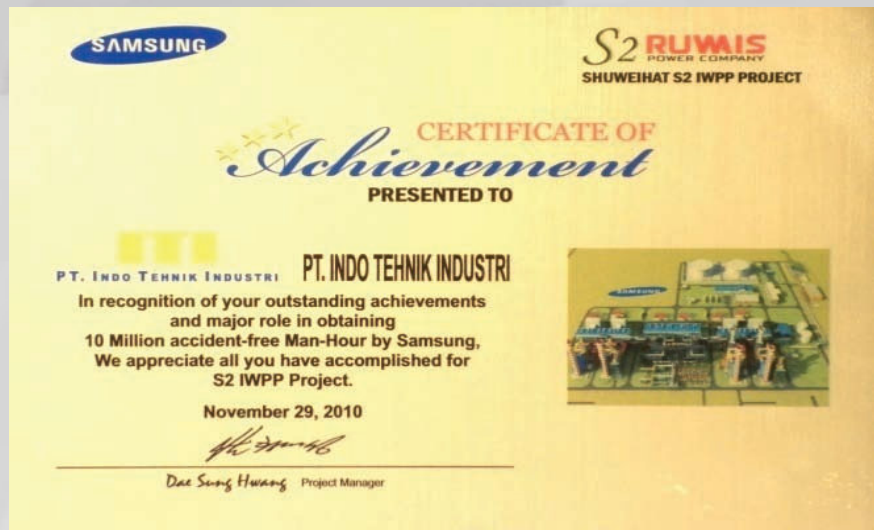 SAMSUNG
S2 RUWAIS
POWER COMPANY
SHUWEIHAT S2 IWPP PROJECT
CERTIFICATE OF
Achievement
PRESENTED TO
ITI
PT. INDO TEHNIK INDUSTRI
PT. INDO TEHNIK INDUSTRI
In recognition of your outstanding achievements
and major role in obtaining
10 Million accident-free Man-Hour by Samsung,
We appreciate all you have accomplished for
S2 IWPP Project.
SAMSUNG
November 29, 2010
Dae Sung Hwang Project Manager